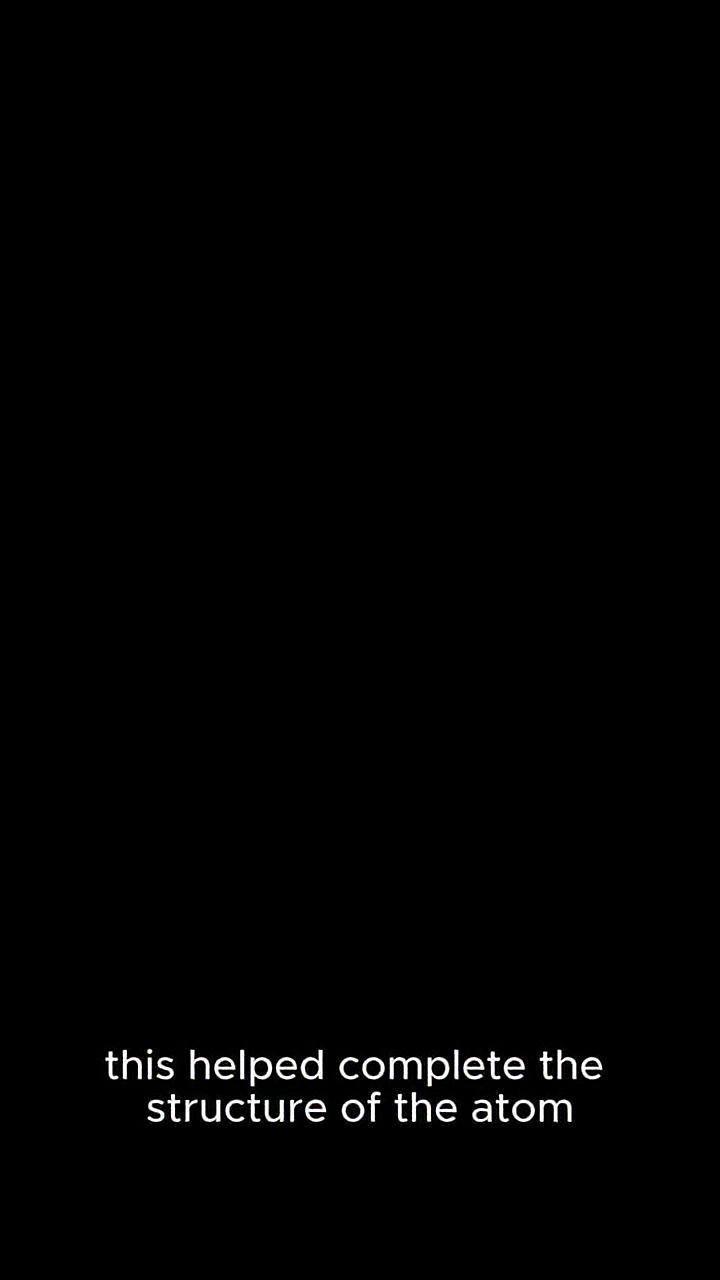 this helped complete the
structure of the atom